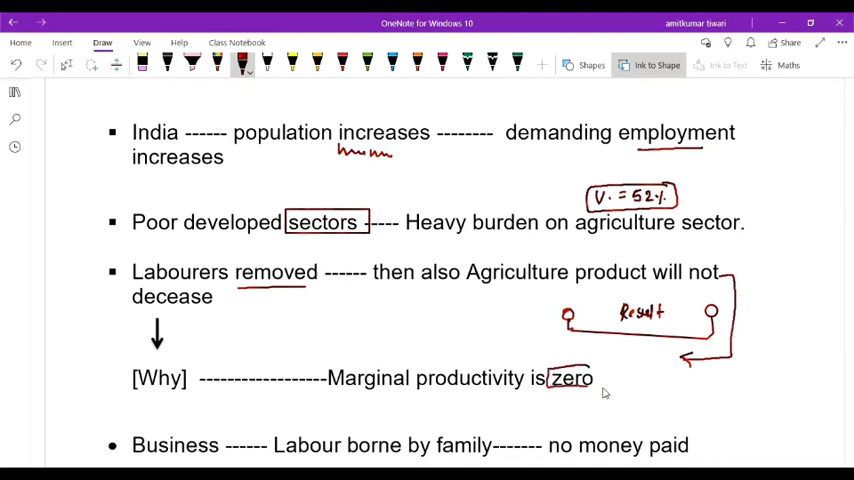 OneNote for Windows 10
amitkumar tiwari
Home Insert Draw View Help Class Notebook
Share
Shapes Ink to Shape Ink to Text Maths
▪ India ------ population increases -------- demanding employment
increases
V. = 52%
▪ Poor developed sectors ----- Heavy burden on agriculture sector.
▪ Labourers removed ------ then also Agriculture product will not
decease
Result
[Why] ------------------Marginal productivity is zero
• Business ------ Labour borne by family------- no money paid